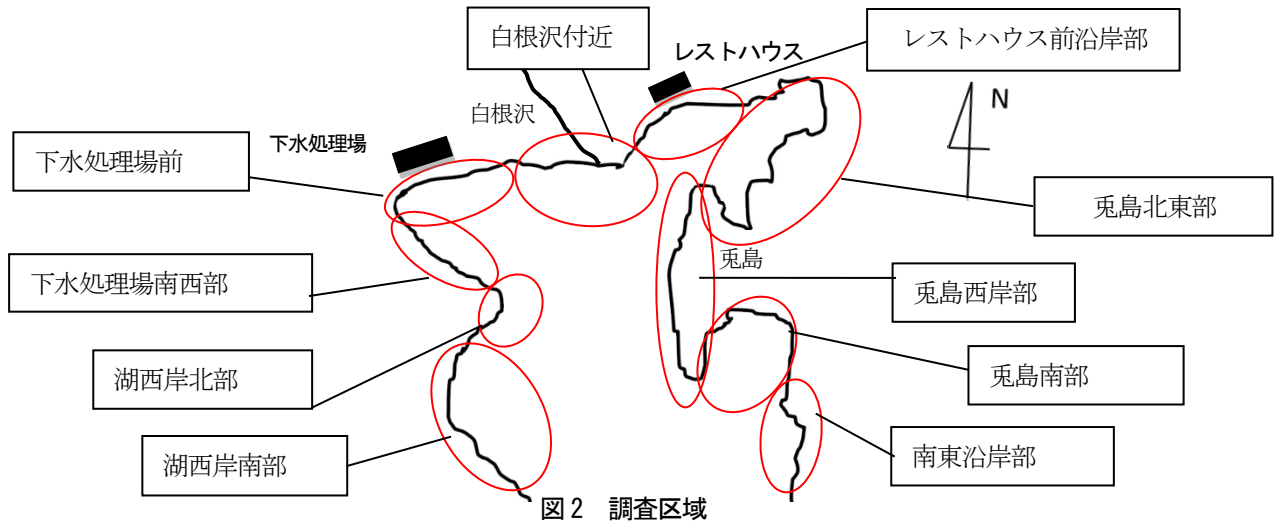 白根沢付近
レストハウス
レストハウス前沿岸部
N
白根沢
下水処理場
下水処理場前
兎島北東部
兎島
下水処理場南西部
兎島西岸部
湖西岸北部
兎島南部
湖西岸南部
南東沿岸部
図2 調査区域